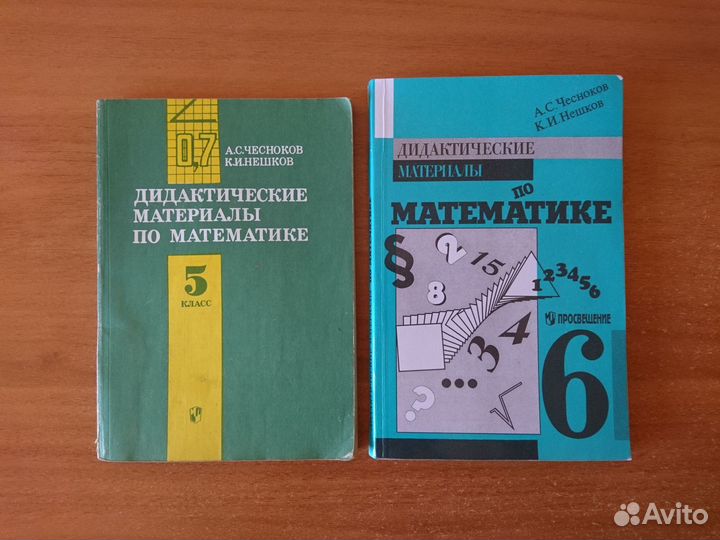 0,7
А.С.ЧЕСНОКОВ
К.И.НЕШКОВ
ДИДАКТИЧЕСКИЕ
МАТЕРИАЛЫ
ПО МАТЕМАТИКЕ
5
КЛАСС
А.С.Чесноков
К.И.Нешков
ДИДАКТИЧЕСКИЕ
МАТЕРИАЛЫ
ПО
МАТЕМАТИКЕ
§
2
15
8
123456
3
4
?
√
ПРОСВЕЩЕНИЕ
6
Avito